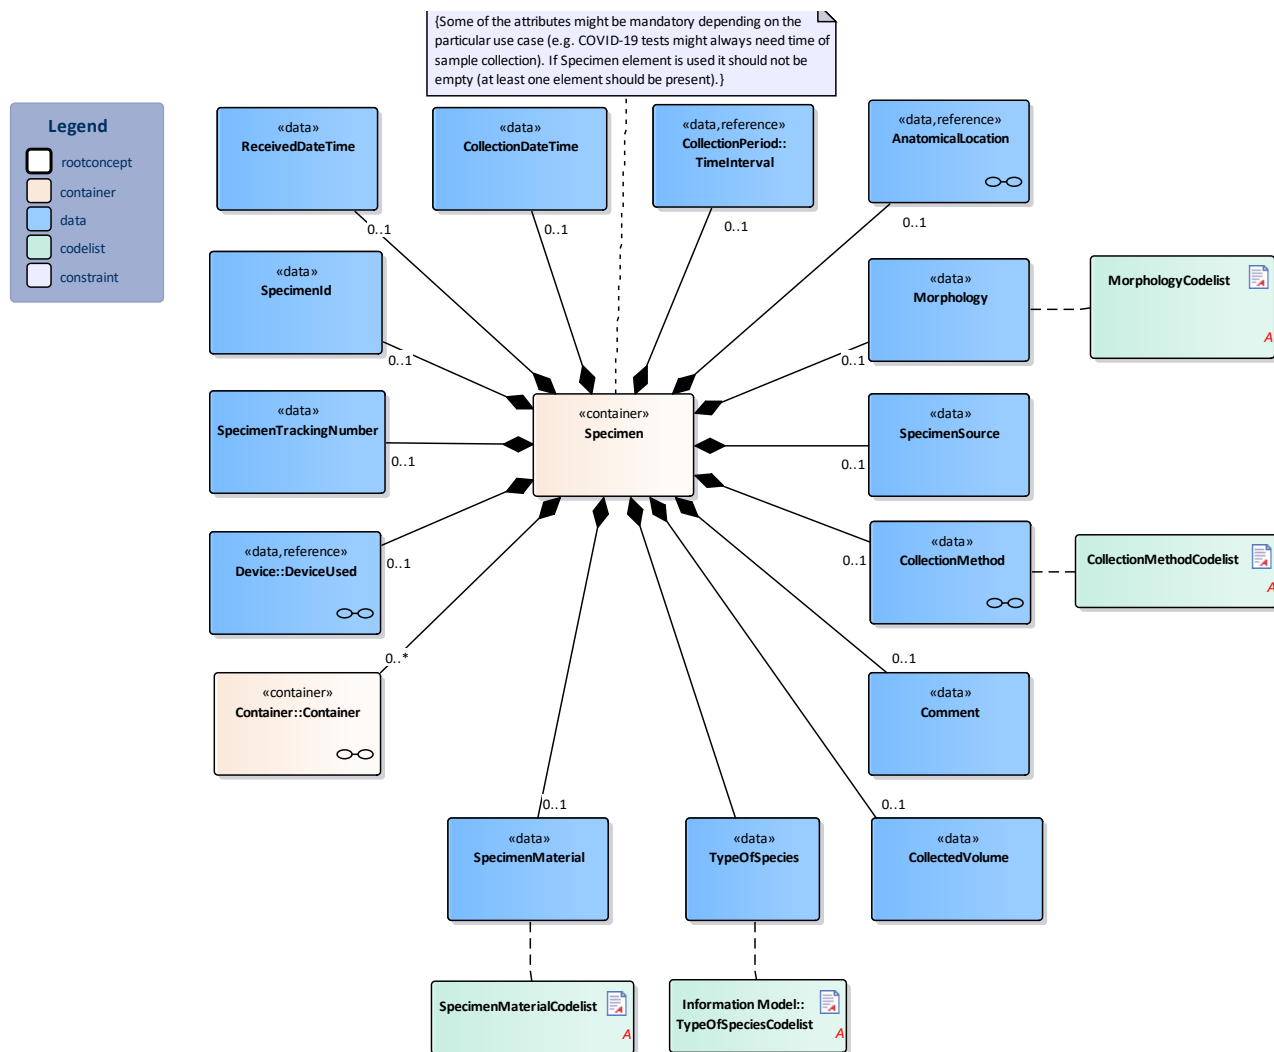 {Some of the attributes might be mandatory depending on the
particular use case (e.g. COVID-19 tests might always need time of
sample collection). If Specimen element is used it should not be
empty (at least one element should be present).}
Legend
rootconcept
container
data
codelist
constraint
«data»
ReceivedDateTime
0..1
«data»
CollectionDateTime
0..1
«data,reference»
CollectionPeriod::
TimeInterval
0..1
«data,reference»
AnatomicalLocation
0..1
«data»
SpecimenId
0..1
«data»
Morphology
0..1
MorphologyCodelist
A
«data»
SpecimenTrackingNumber
0..1
«container»
Specimen
«data»
SpecimenSource
0..1
«data,reference»
Device::DeviceUsed
0..1
«data»
CollectionMethod
0..1
CollectionMethodCodelist
A
«container»
Container::Container
0..*
«data»
Comment
0..1
«data»
SpecimenMaterial
0..1
«data»
TypeOfSpecies
«data»
CollectedVolume
0..1
SpecimenMaterialCodelist
A
Information Model::
TypeOfSpeciesCodelist
A